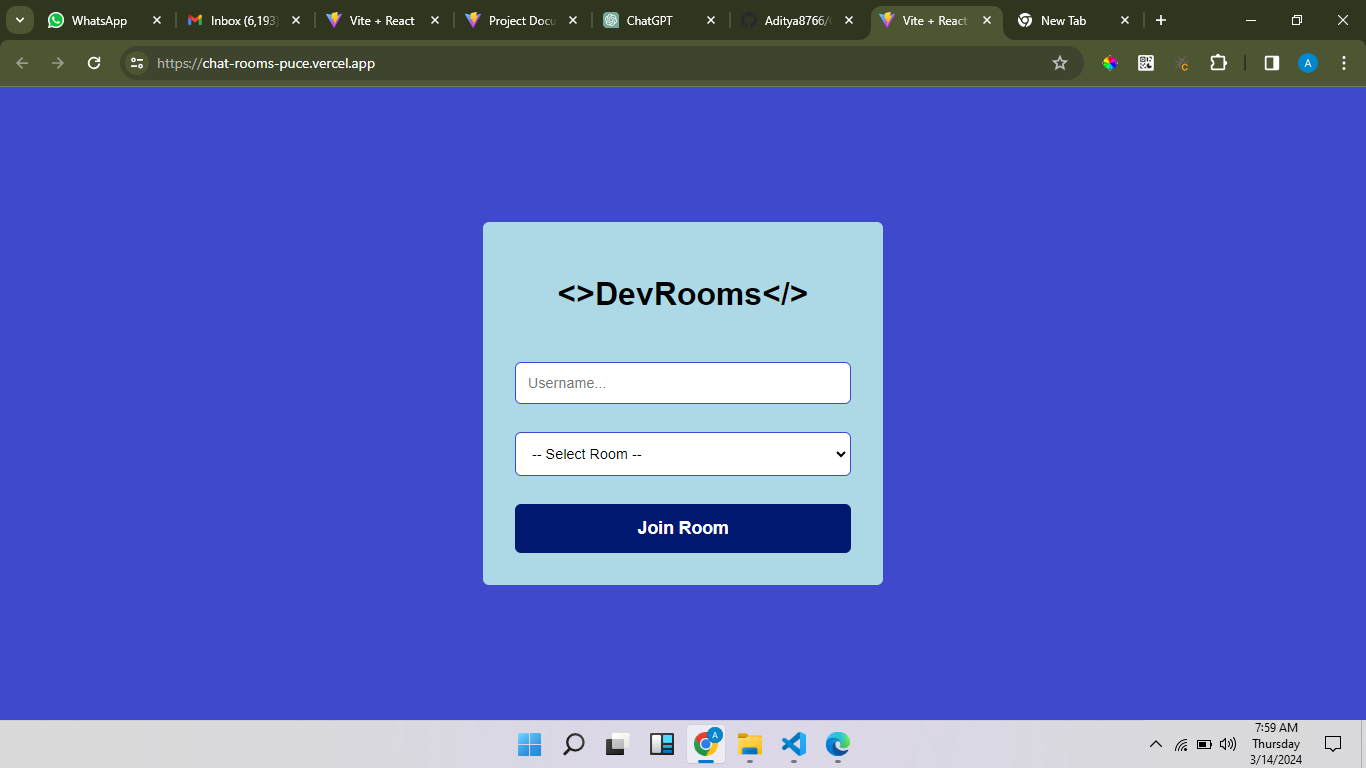 WhatsApp
Inbox (6,193)
Vite + React
Project Docu
ChatGPT
Aditya8766/
Vite + React
New Tab
https://chat-rooms-puce.vercel.app
A
<>DevRooms</>
Username...
-- Select Room --
Join Room
A
7:59 AM
Thursday
3/14/2024